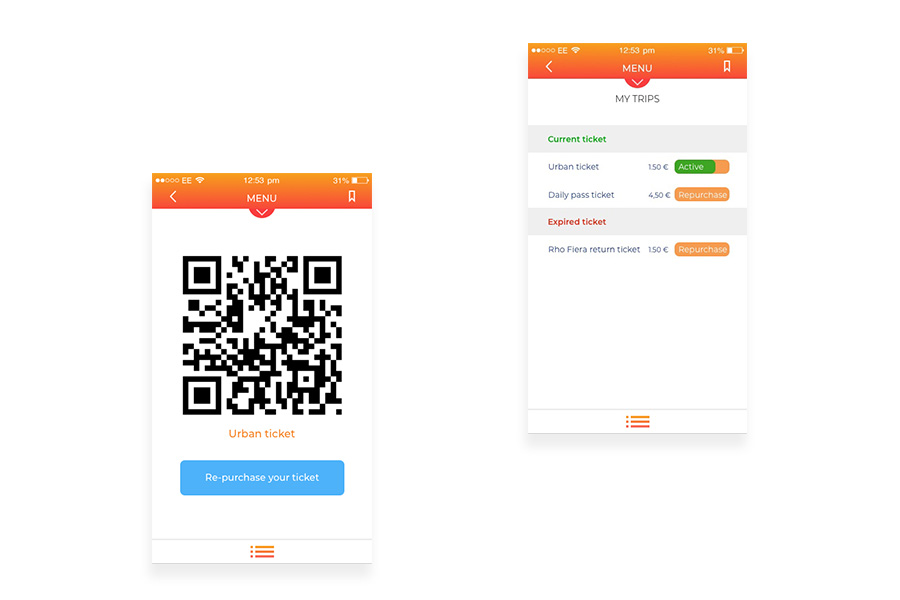 EE 12:53 pm 31%
MENU
Urban ticket
Re-purchase your ticket
EE 12:53 pm 31%
MENU
MY TRIPS
Current ticket
Urban ticket 1.50 € Active
Daily pass ticket 4,50 € Repurchase
Expired ticket
Rho Fiera return ticket 1.50 € Repurchase